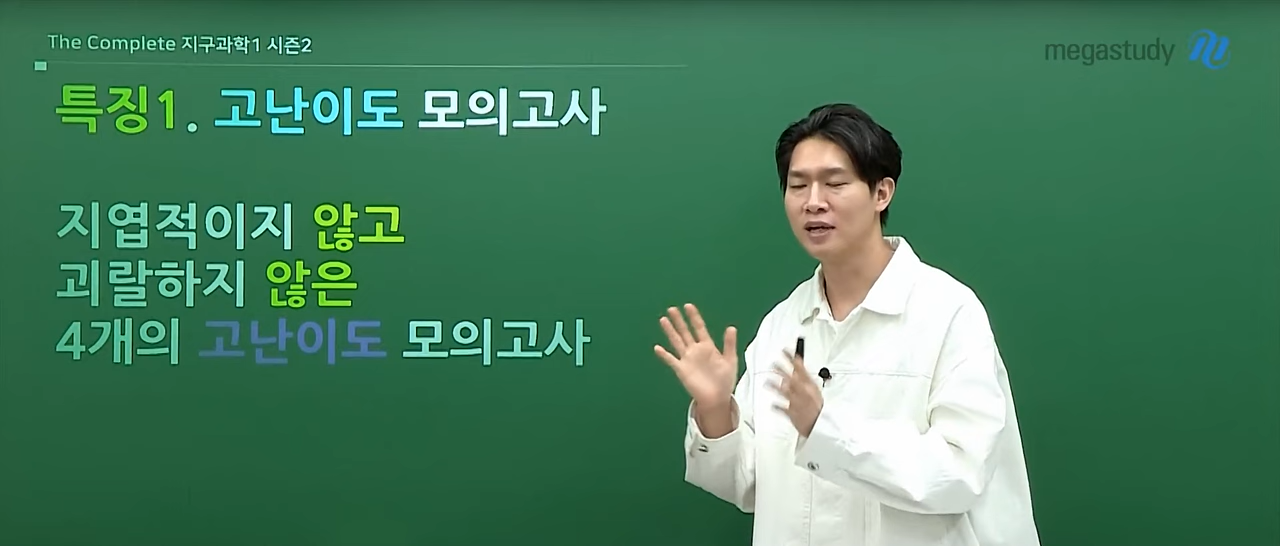 The Complete 지구과학1 시즌2
megastudy
특징1. 고난이도 모의고사
지엽적이지 않고
괴랄하지 않은
4개의 고난이도 모의고사